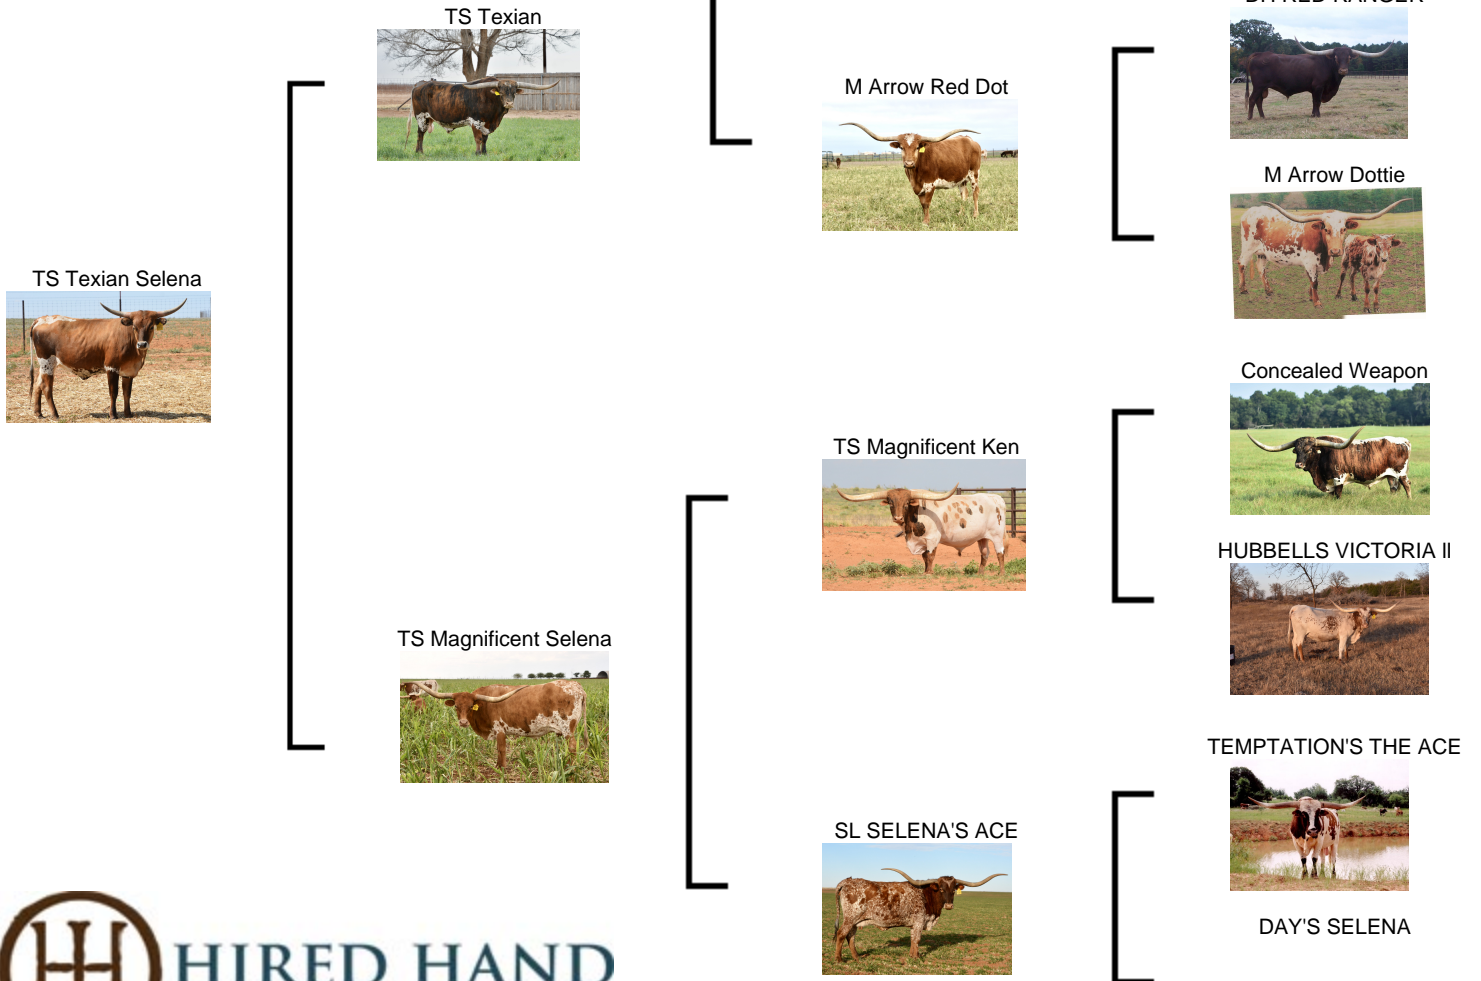 TS Texian
M Arrow Red Dot
M Arrow Dottie
TS Texian Selena
Concealed Weapon
TS Magnificent Ken
HUBBELLS VICTORIA II
TS Magnificent Selena
TEMPTATION'S THE ACE
SL SELENA'S ACE
DAY'S SELENA
HIRED HAND